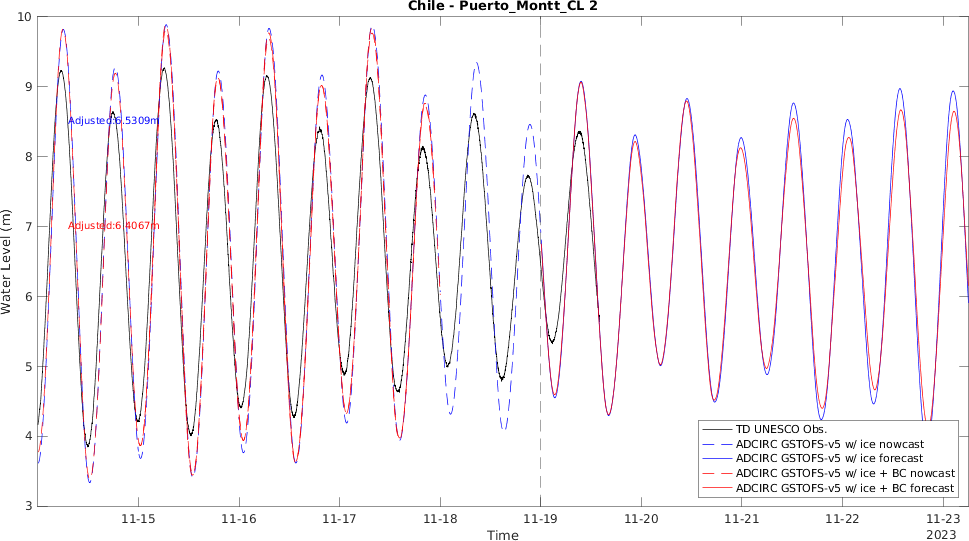 Chile - Puerto_Montt_CL 2
10
9
8
7
6
5
4
3
Water Level (m)
Adjusted:6.5309m
Adjusted:6.4067m
TD UNESCO Obs.
ADCIRC GSTOFS-v5 w/ ice nowcast
ADCIRC GSTOFS-v5 w/ ice forecast
ADCIRC GSTOFS-v5 w/ ice + BC nowcast
ADCIRC GSTOFS-v5 w/ ice + BC forecast
11-15 11-16 11-17 11-18 11-19 11-20 11-21 11-22 11-23
2023
Time